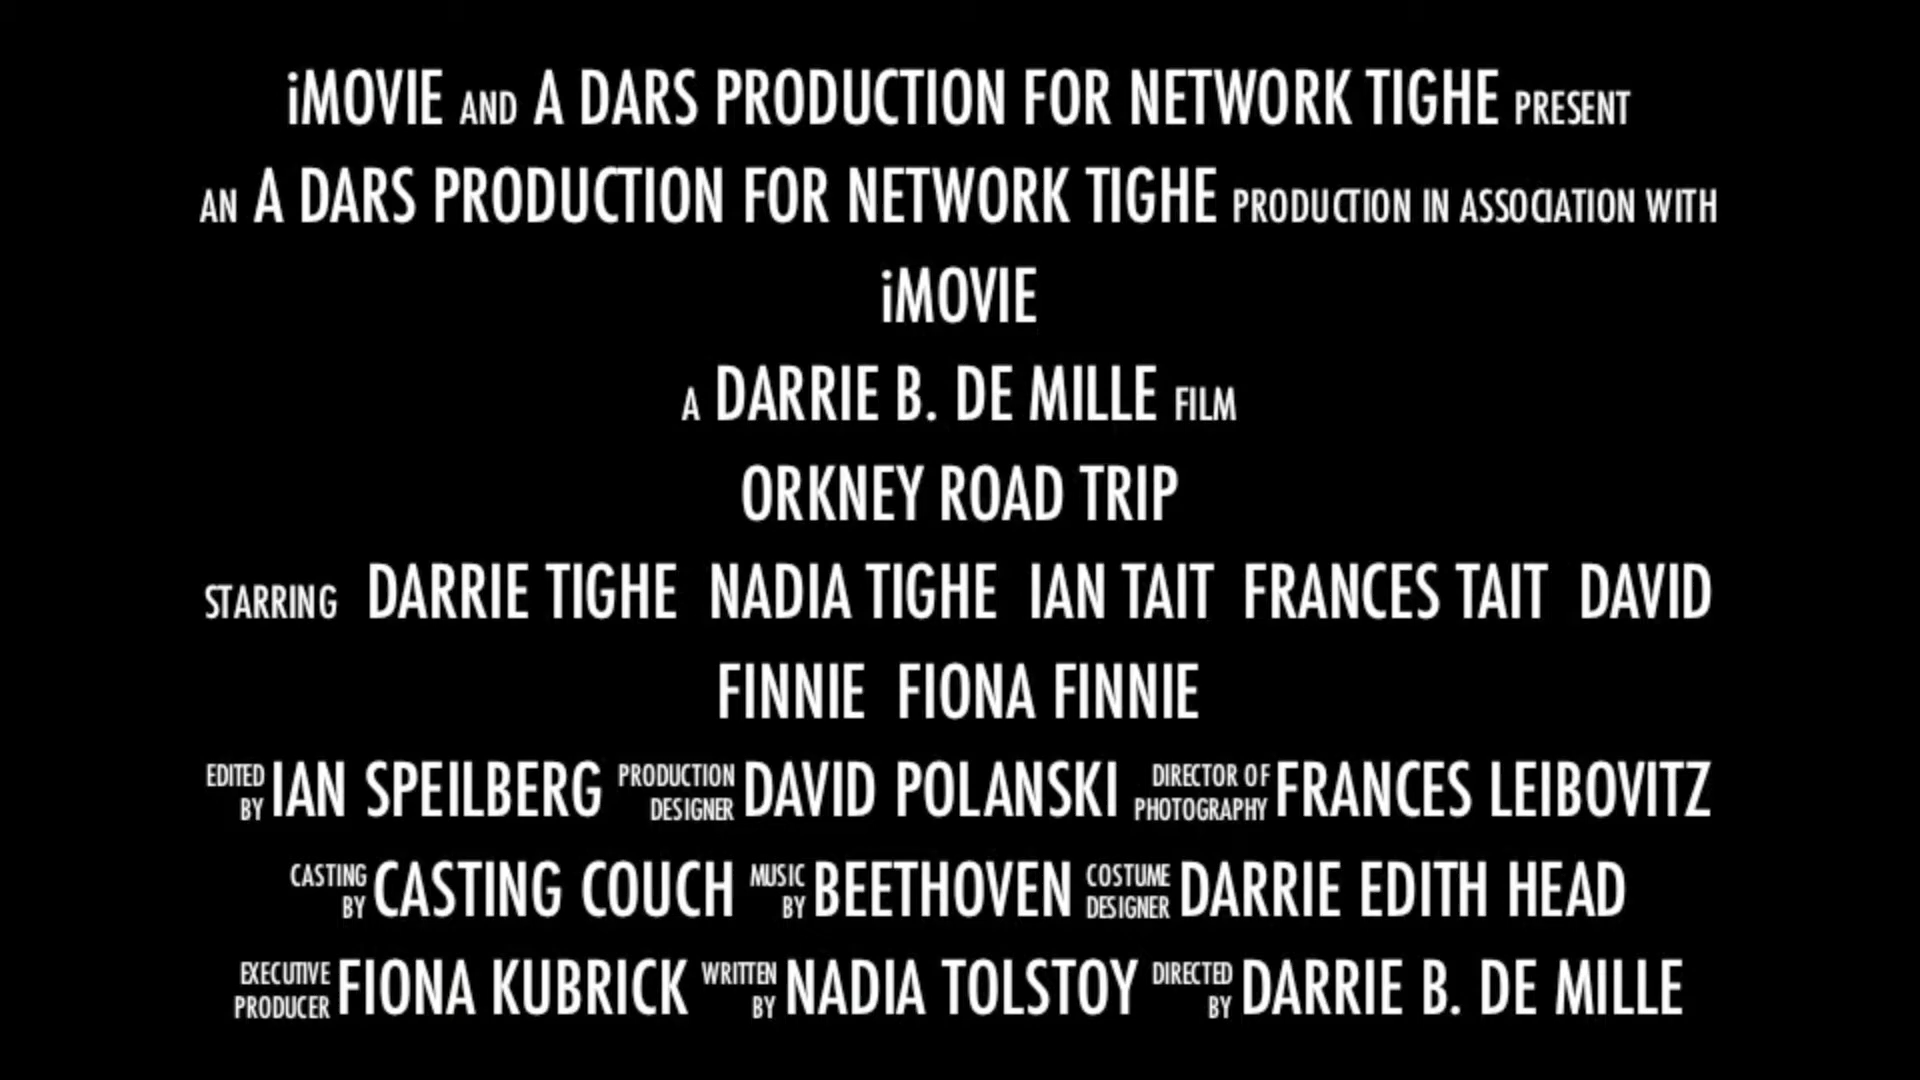 iMOVIE AND A DARS PRODUCTION FOR NETWORK TIGHE PRESENT
AN A DARS PRODUCTION FOR NETWORK TIGHE PRODUCTION IN ASSOCIATION WITH
iMOVIE
A DARRIE B. DE MILLE FILM
ORKNEY ROAD TRIP
STARRING DARRIE TIGHE NADIA TIGHE IAN TAIT FRANCES TAIT DAVID
FINNIE FIONA FINNIE
EDITED BY IAN SPEILBERG PRODUCTION DESIGNER DAVID POLANSKI DIRECTOR OF PHOTOGRAPHY FRANCES LEIBOVITZ
CASTING BY CASTING COUCH MUSIC BY BEETHOVEN COSTUME DESIGNER DARRIE EDITH HEAD
EXECUTIVE PRODUCER FIONA KUBRICK WRITTEN BY NADIA TOLSTOY DIRECTED BY DARRIE B. DE MILLE